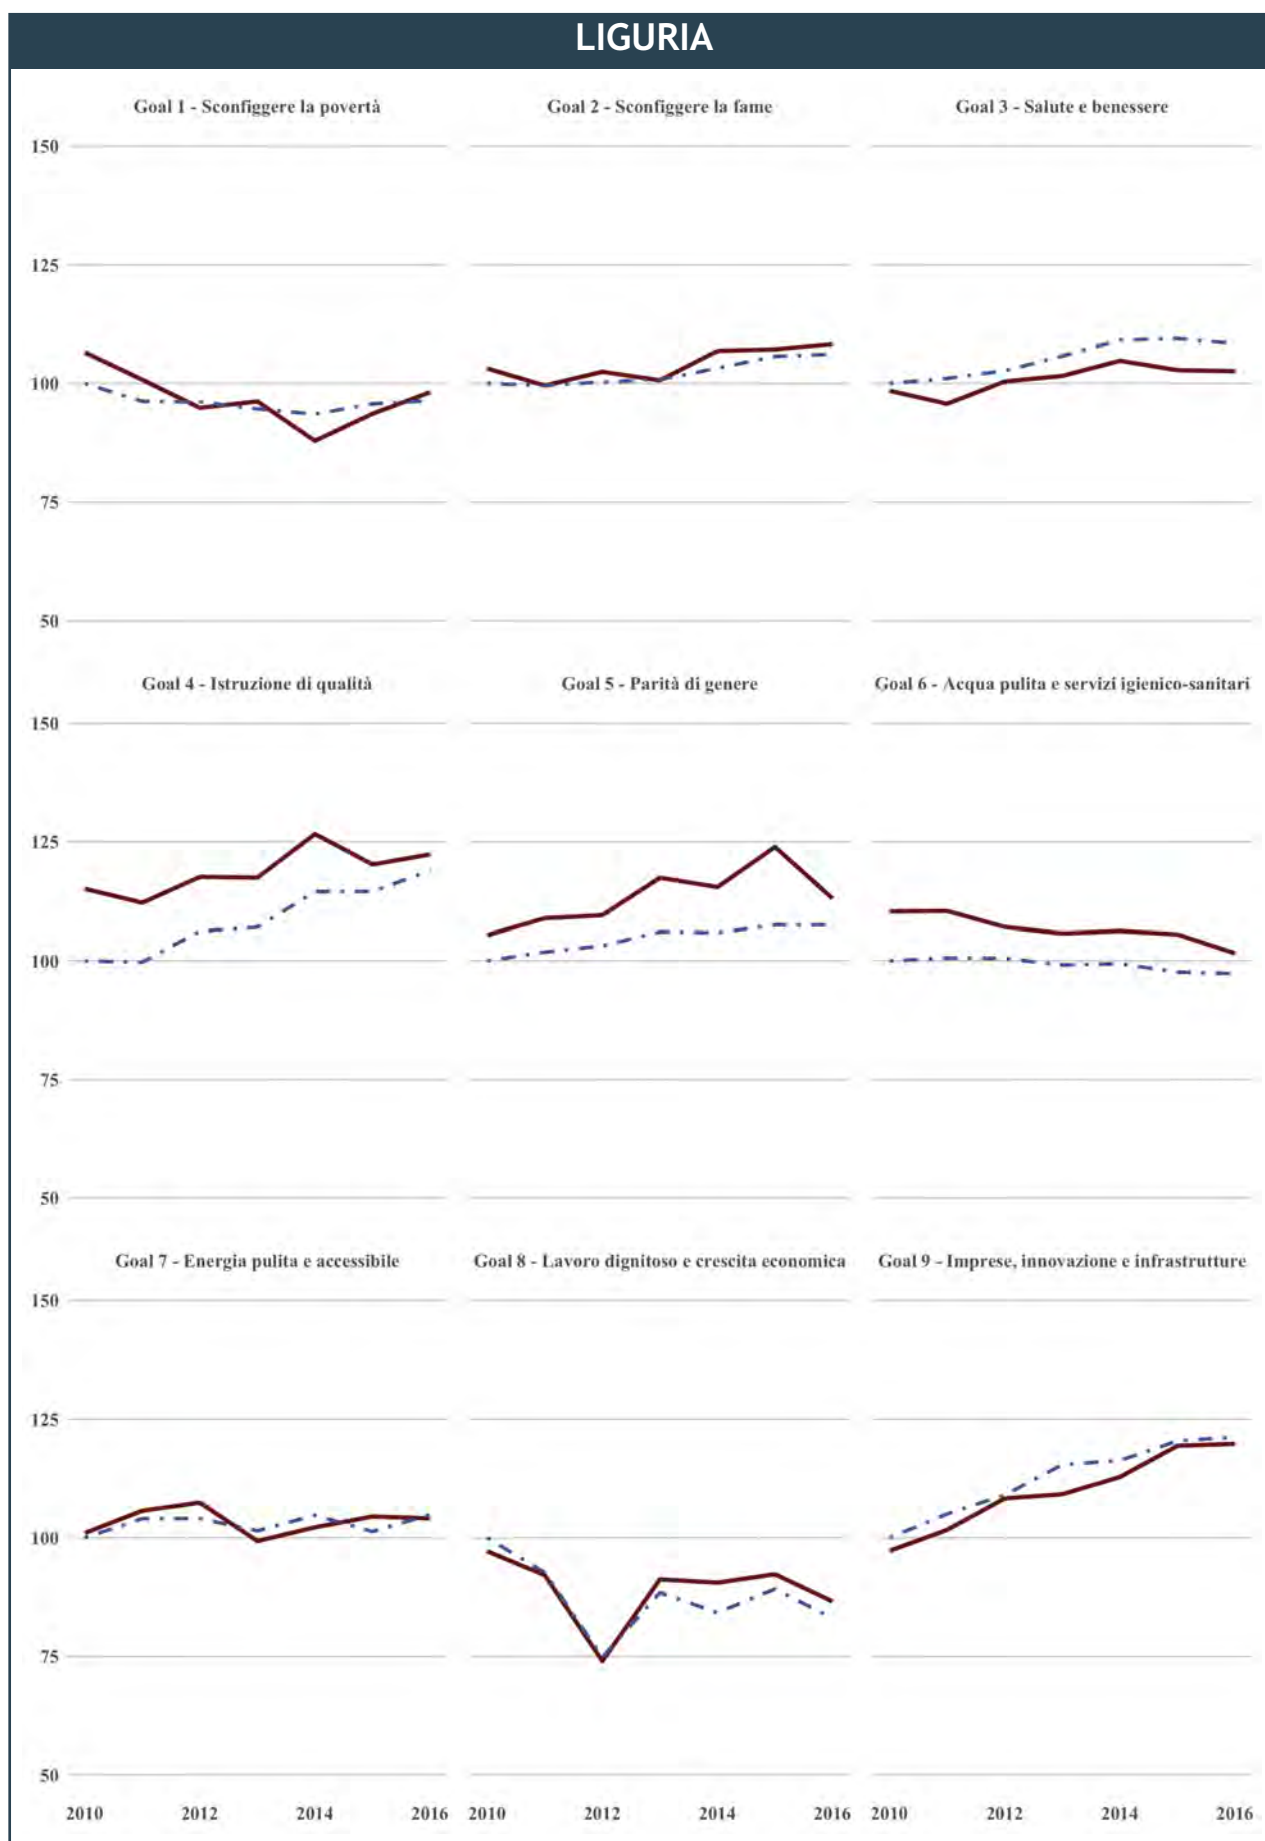 LIGURIA
Goal 1 - Sconfiggere la povertà
Goal 2 - Sconfiggere la fame
Goal 3 - Salute e benessere
150
125
100
75
50
Goal 4 - Istruzione di qualità
Goal 5 - Parità di genere
Goal 6 - Acqua pulita e servizi igienico-sanitari
150
125
100
75
50
Goal 7 - Energia pulita e accessibile
Goal 8 - Lavoro dignitoso e crescita economica
Goal 9 - Imprese, innovazione e infrastrutture
150
125
100
75
50
2010 2012 2014 2016 2010 2012 2014 2016 2010 2012 2014 2016